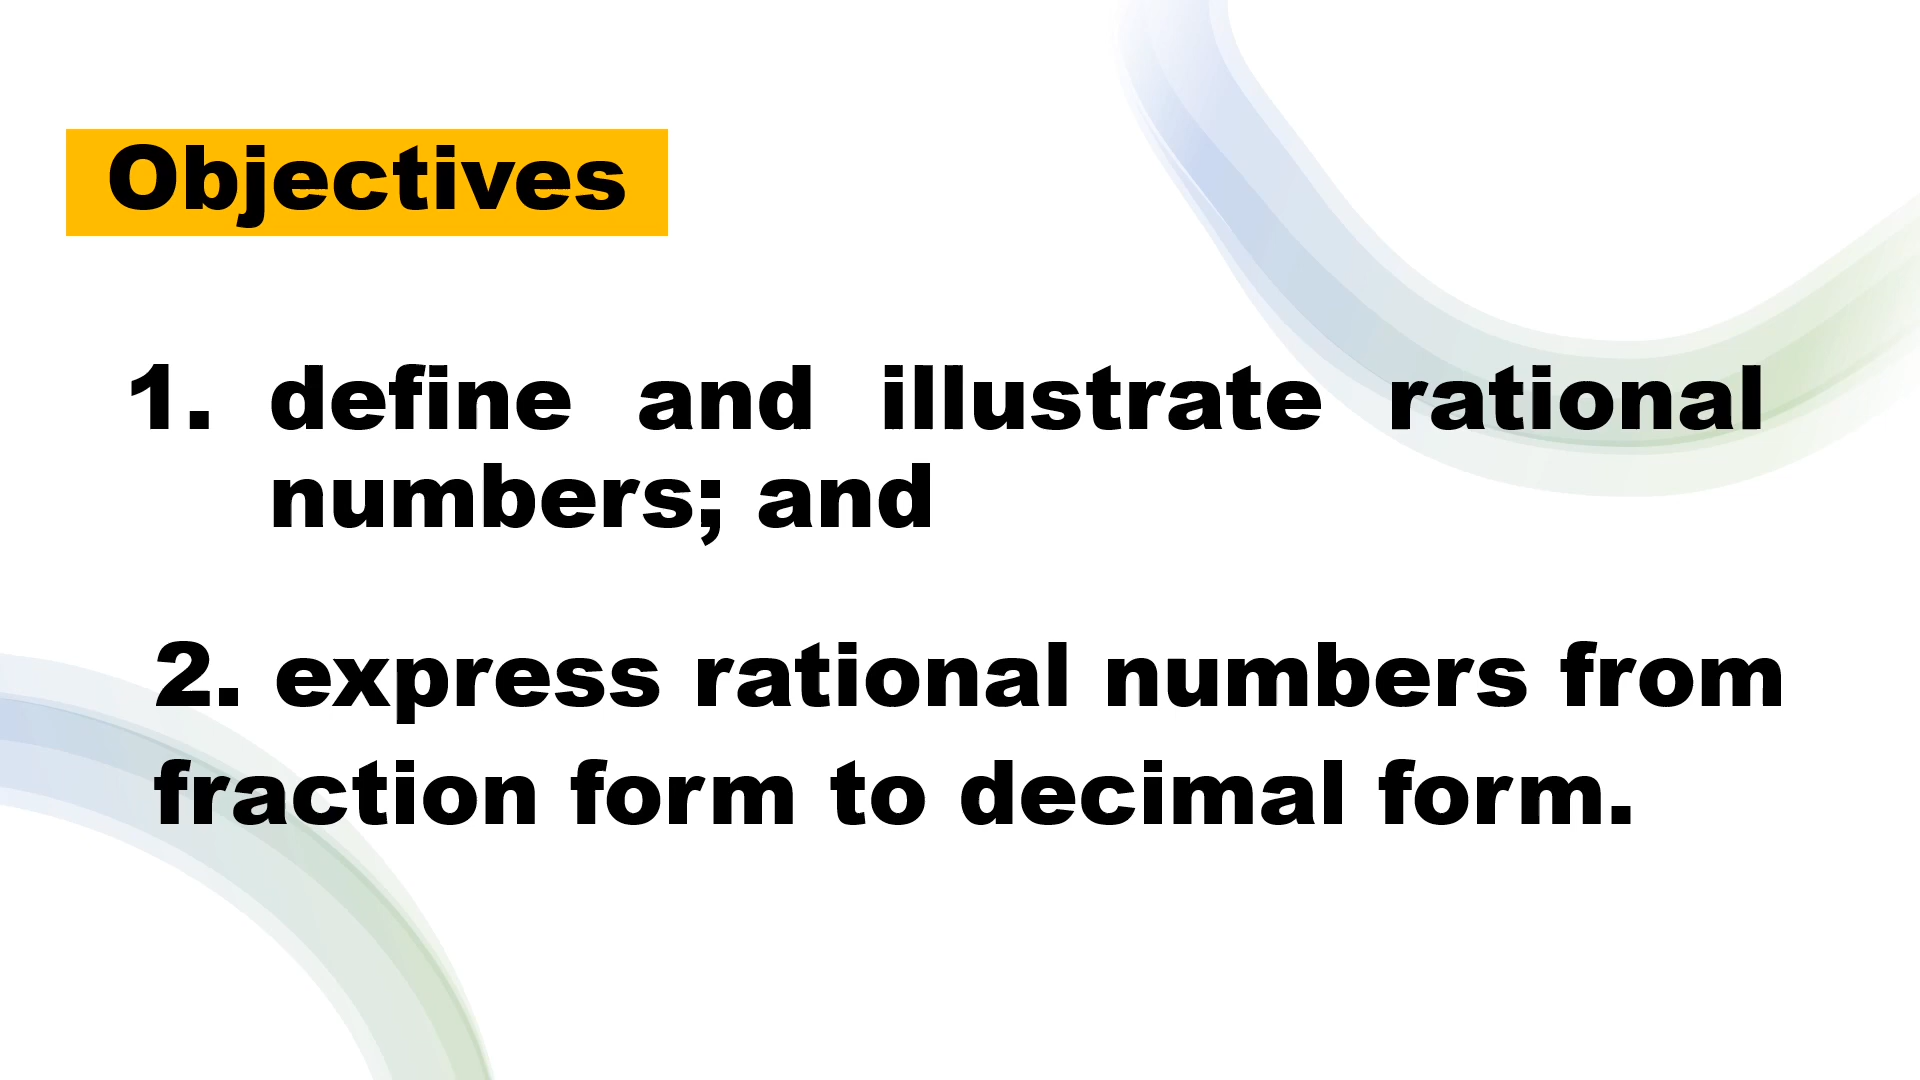 Objectives
1. define and illustrate rational
numbers; and
2. express rational numbers from
fraction form to decimal form.